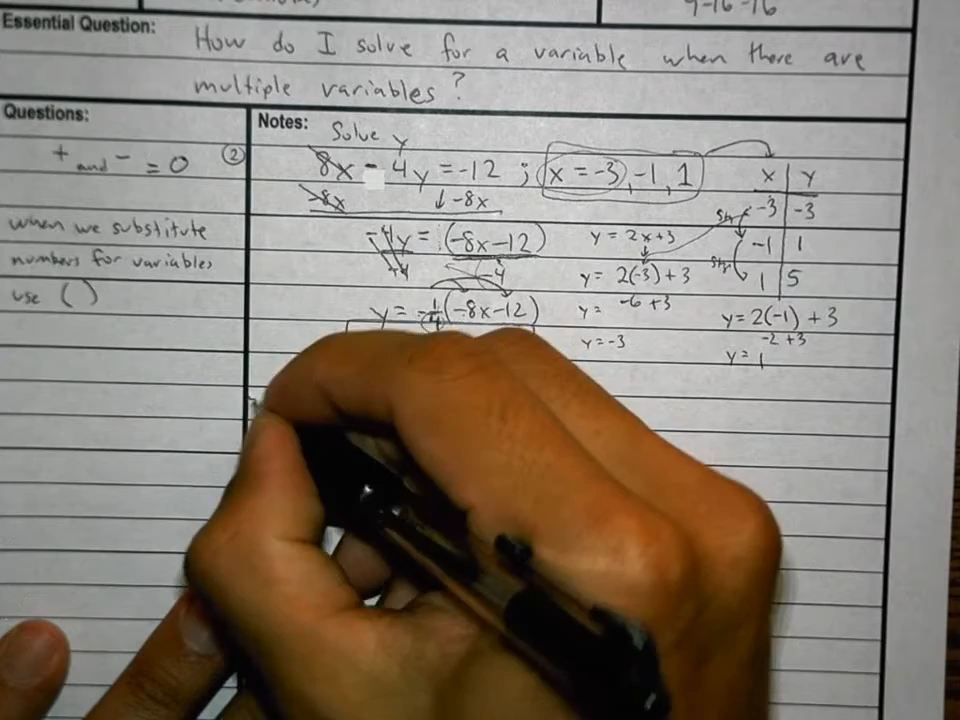 9-16-16
Essential Question: How do I solve for a variable when there are
multiple variables?
Questions:
+ and - = 0
when we substitute
numbers for variables
use ( )
Notes: Solve y
②
8x - 4y = -12 ; x = -3, -1, 1
-8x ↓ -8x
-4y = (-8x-12)
-4 -4
y = -1/4(-8x-12)
y = 2x+3
y = 2(-3) + 3
y = -6 + 3
y = -3
x | y
-3 | -3
-1 | 1
1 | 5
y = 2(-1) + 3
-2 + 3
y = 1